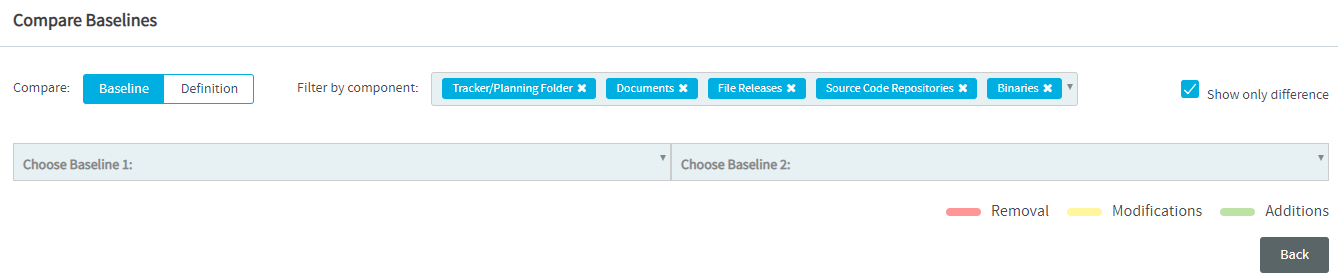 Compare Baselines
Compare: Baseline Definition Filter by component: Tracker/Planning Folder ✖ Documents ✖ File Releases ✖ Source Code Repositories ✖ Binaries ✖ Show only difference
Choose Baseline 1: Choose Baseline 2:
Removal Modifications Additions
Back